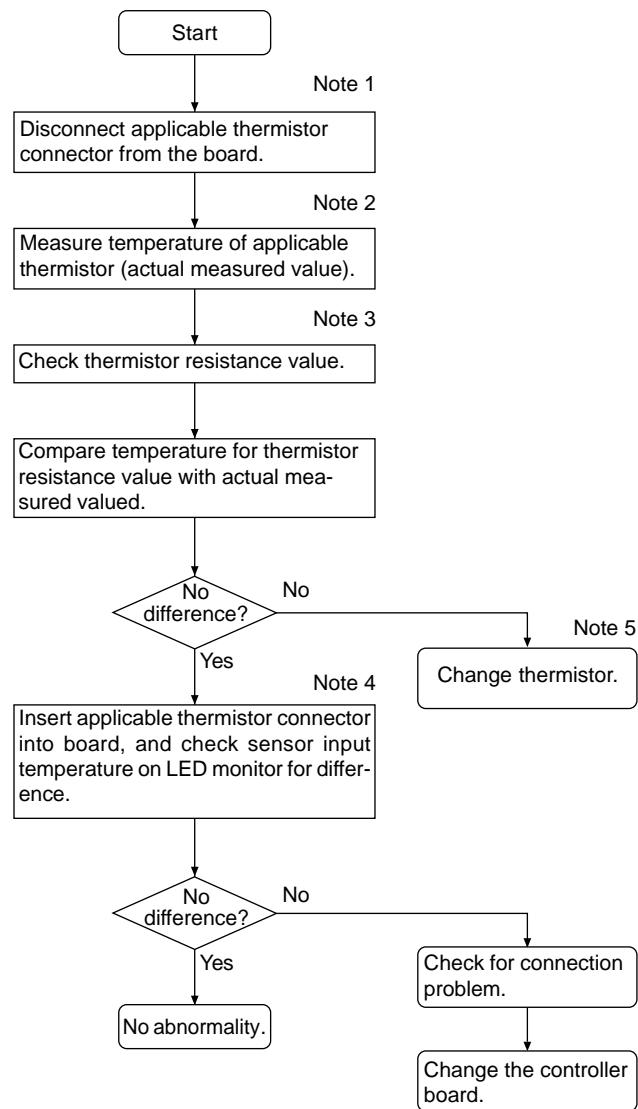 Start
Note 1
Disconnect applicable thermistor
connector from the board.
Note 2
Measure temperature of applicable
thermistor (actual measured value).
Note 3
Check thermistor resistance value.
Compare temperature for thermistor
resistance value with actual mea-
sured valued.
No
difference?
No
Yes
Note 5
Change thermistor.
Note 4
Insert applicable thermistor connector
into board, and check sensor input
temperature on LED monitor for differ-
ence.
No
difference?
No
Yes
Check for connection
problem.
No abnormality.
Change the controller
board.